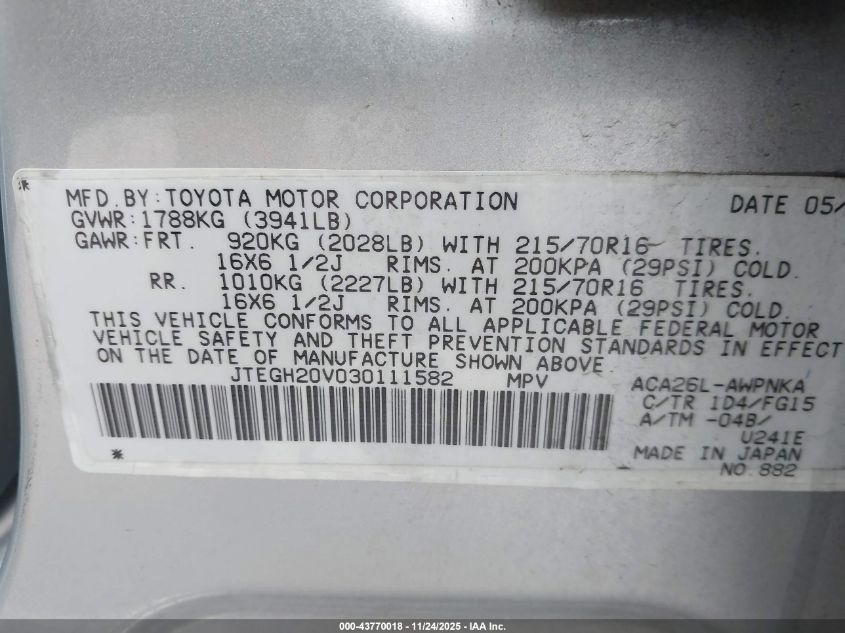 MFD.BY:TOYOTA MOTOR CORPORATION DATE 05/
GVWR:1788KG (3941LB)
GAWR:FRT. 920KG (2028LB) WITH 215/70R16 TIRES.
16X6 1/2J RIMS. AT 200KPA (29PSI) COLD.
RR. 1010KG (2227LB) WITH 215/70R16 TIRES.
16X6 1/2J RIMS. AT 200KPA (29PSI) COLD.
THIS VEHICLE CONFORMS TO ALL APPLICABLE FEDERAL MOTOR
VEHICLE SAFETY AND THEFT PREVENTION STANDARDS IN EFFECT
ON THE DATE OF MANUFACTURE SHOWN ABOVE.
JTEGH20V030111582 MPV ACA26L-AWPNKA
C/TR 1D4/FG15
A/TM -04B/
U241E
MADE IN JAPAN
NO.882
000-43770018 - 11/24/2025 - IAA Inc.